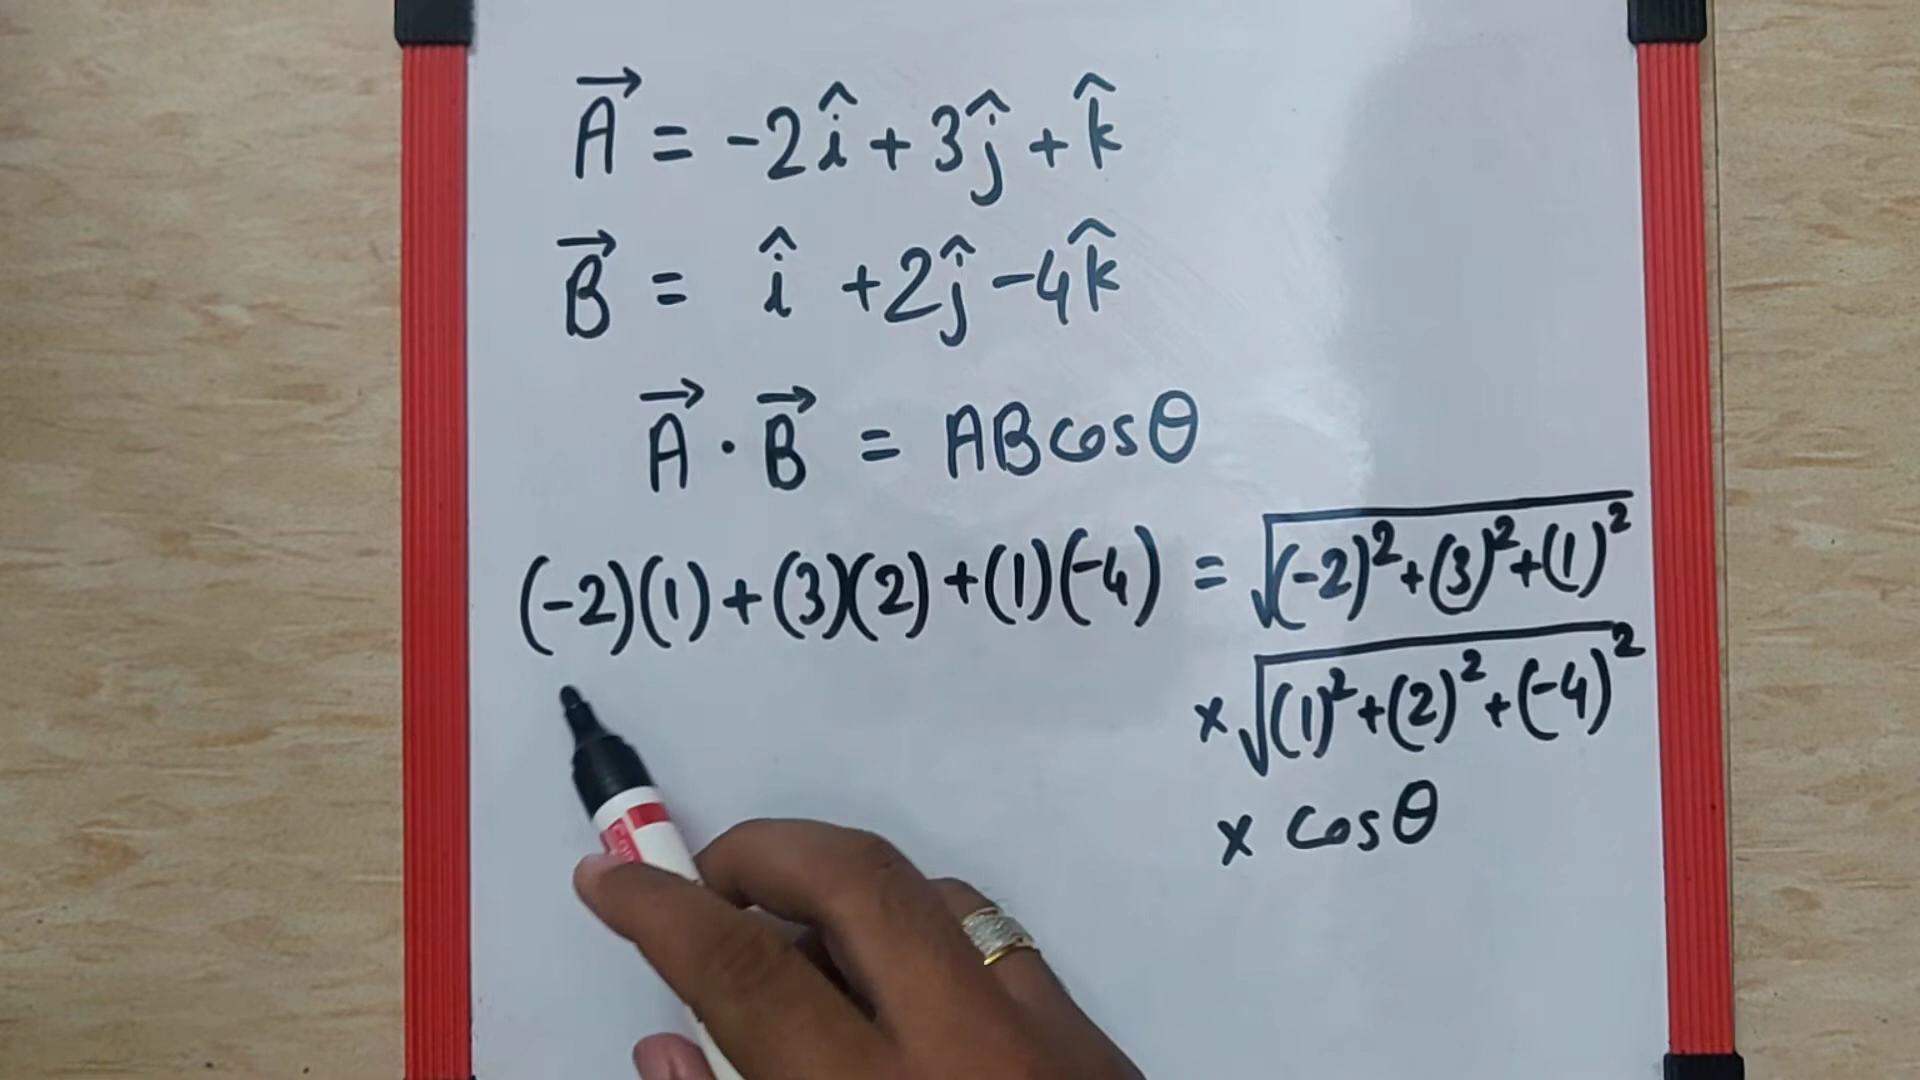 A⃗ = -2î + 3ĵ + k̂
B⃗ = î + 2ĵ - 4k̂
A⃗ · B⃗ = ABcosθ
(-2)(1) + (3)(2) + (1)(-4) = √((-2)² + (3)² + (1)²)
× √((1)² + (2)² + (-4)²)
× cosθ